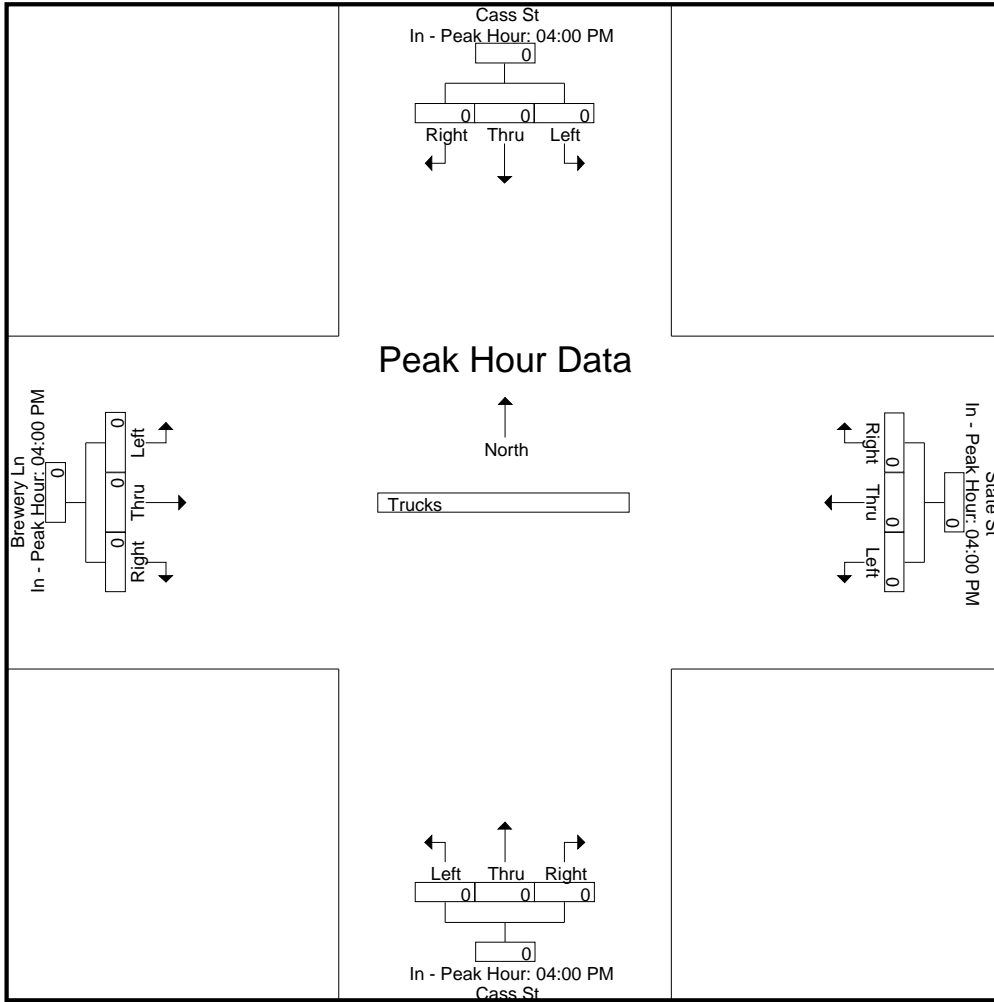 Cass St
In - Peak Hour: 04:00 PM
0
0 0 0
Right Thru Left
Peak Hour Data
North
Trucks
Brewery Ln
In - Peak Hour: 04:00 PM
0
0 0 0
Left Thru Right
State St
In - Peak Hour: 04:00 PM
0
0 0 0
Right Thru Left
Left Thru Right
0 0 0
0
In - Peak Hour: 04:00 PM
Cass St